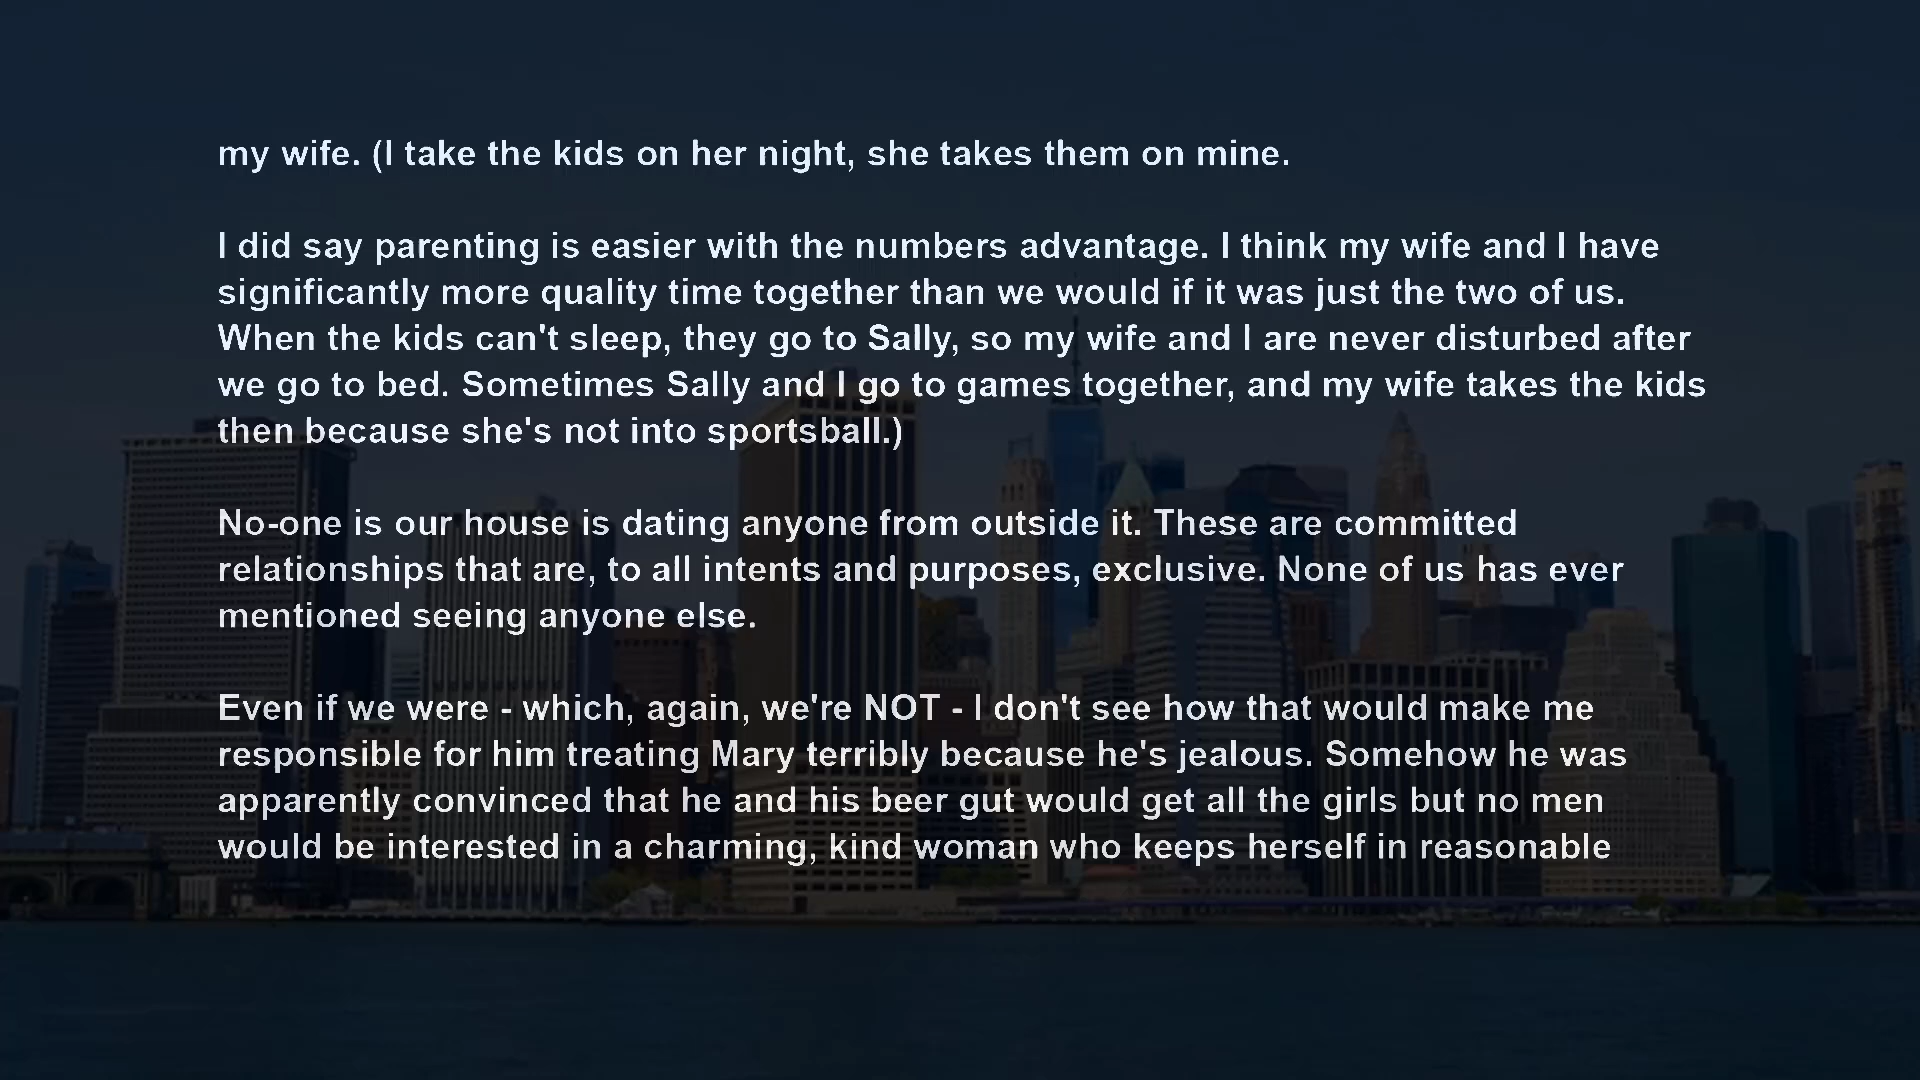 my wife. (I take the kids on her night, she takes them on mine.
I did say parenting is easier with the numbers advantage. I think my wife and I have
significantly more quality time together than we would if it was just the two of us.
When the kids can't sleep, they go to Sally, so my wife and I are never disturbed after
we go to bed. Sometimes Sally and I go to games together, and my wife takes the kids
then because she's not into sportsball.)
No-one is our house is dating anyone from outside it. These are committed
relationships that are, to all intents and purposes, exclusive. None of us has ever
mentioned seeing anyone else.
Even if we were - which, again, we're NOT - I don't see how that would make me
responsible for him treating Mary terribly because he's jealous. Somehow he was
apparently convinced that he and his beer gut would get all the girls but no men
would be interested in a charming, kind woman who keeps herself in reasonable